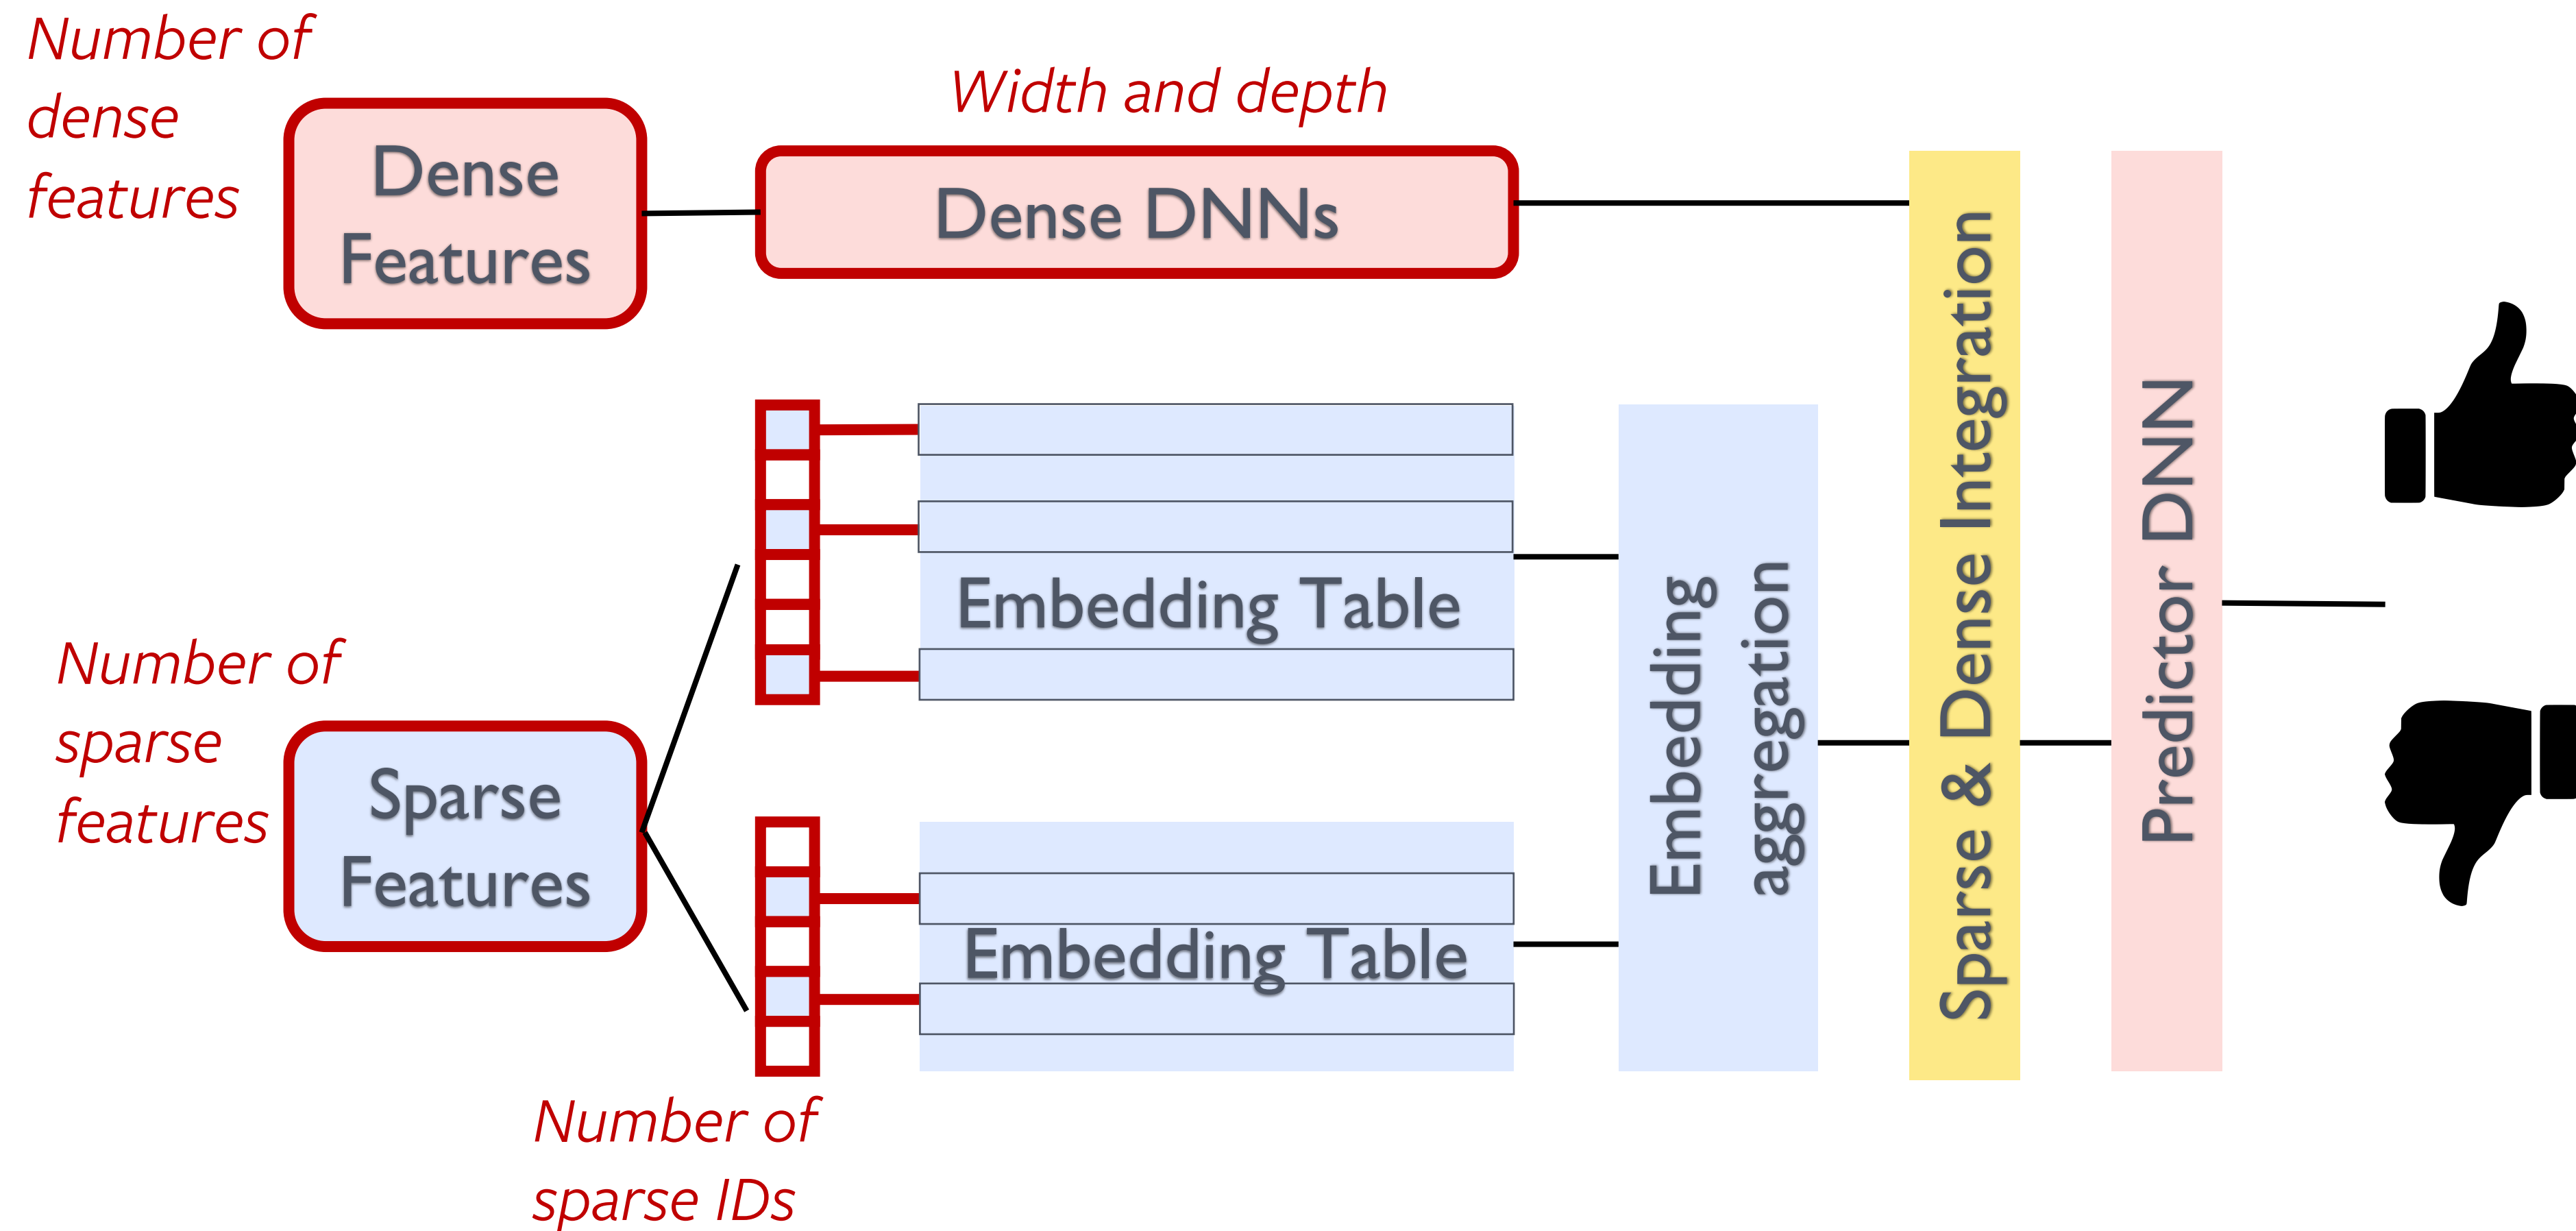 Number of
dense
features
Dense
Features
Width and depth
Dense DNNs
Number of
sparse
features
Sparse
Features
Embedding Table
Embedding Table
Number of
sparse IDs
Embedding
aggregation
Sparse & Dense Integration
Predictor DNN